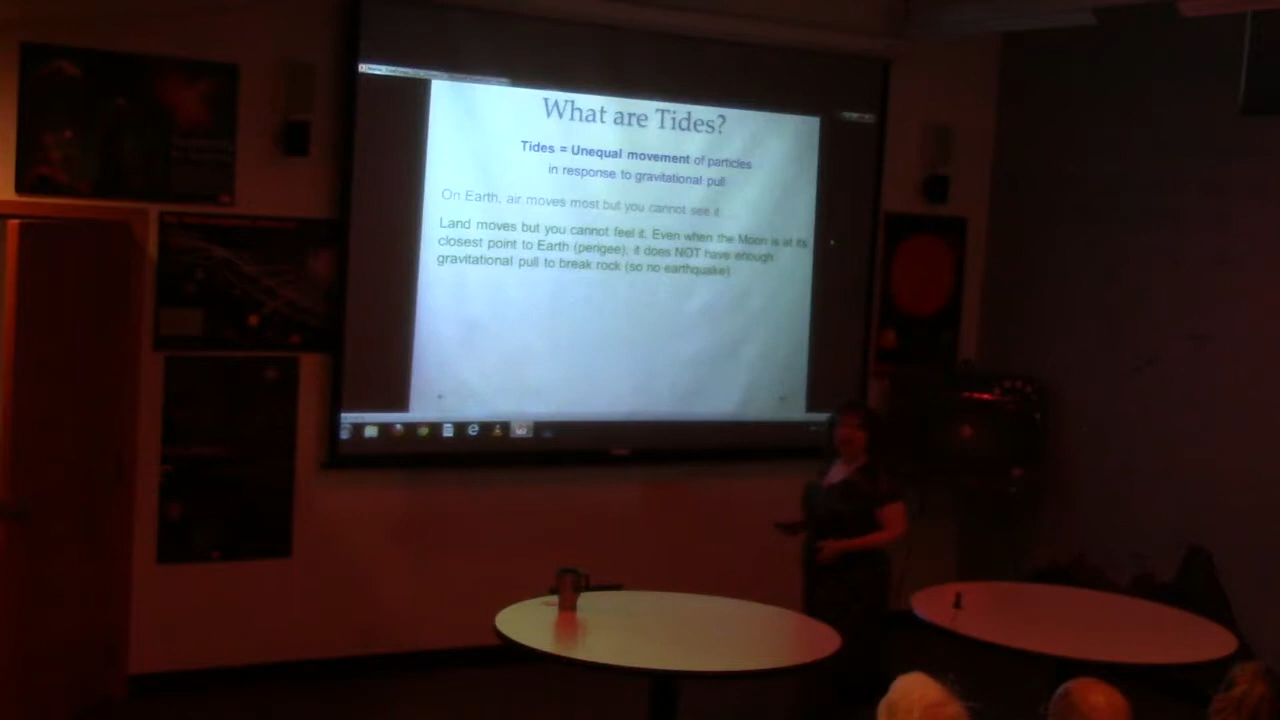 What are Tides?
Tides = Unequal movement of particles
in response to gravitational pull
On Earth, air moves most but you cannot see it
Land moves but you cannot feel it. Even when the Moon is at its
closest point to Earth (perigee), it does NOT have enough
gravitational pull to break rock (so no earthquake)